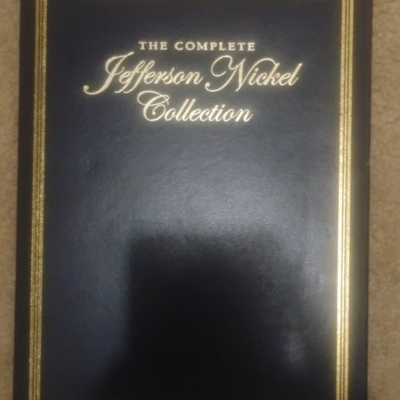 THE COMPLETE
Jefferson Nickel
Collection